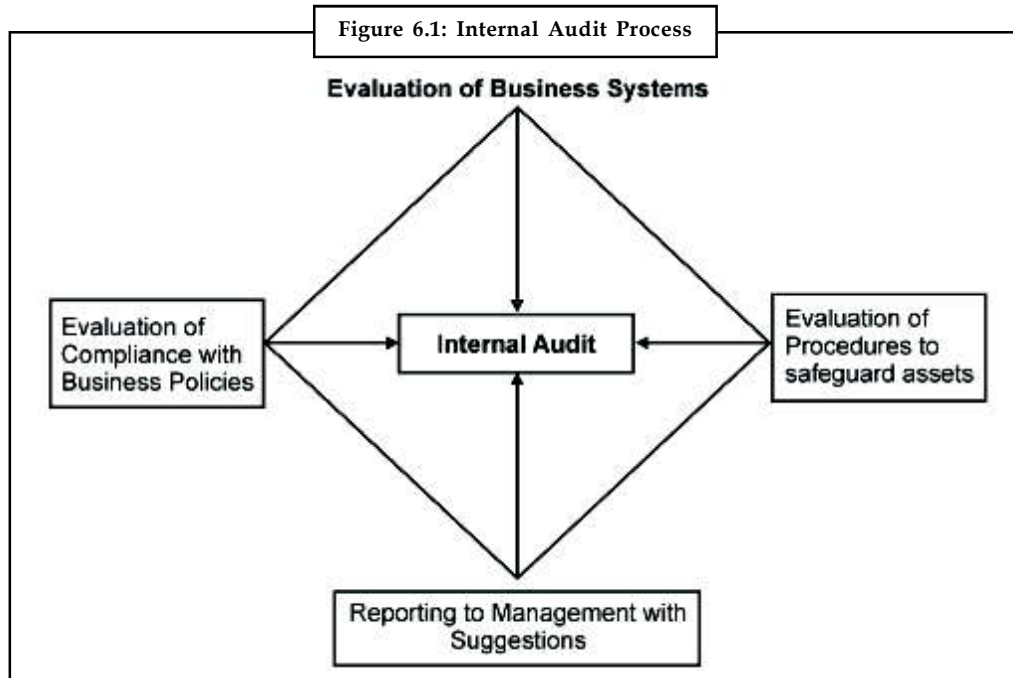 Figure 6.1: Internal Audit Process
Evaluation of Business Systems
Evaluation of
Compliance with
Business Policies
Internal Audit
Evaluation of
Procedures to
safeguard assets
Reporting to Management with
Suggestions